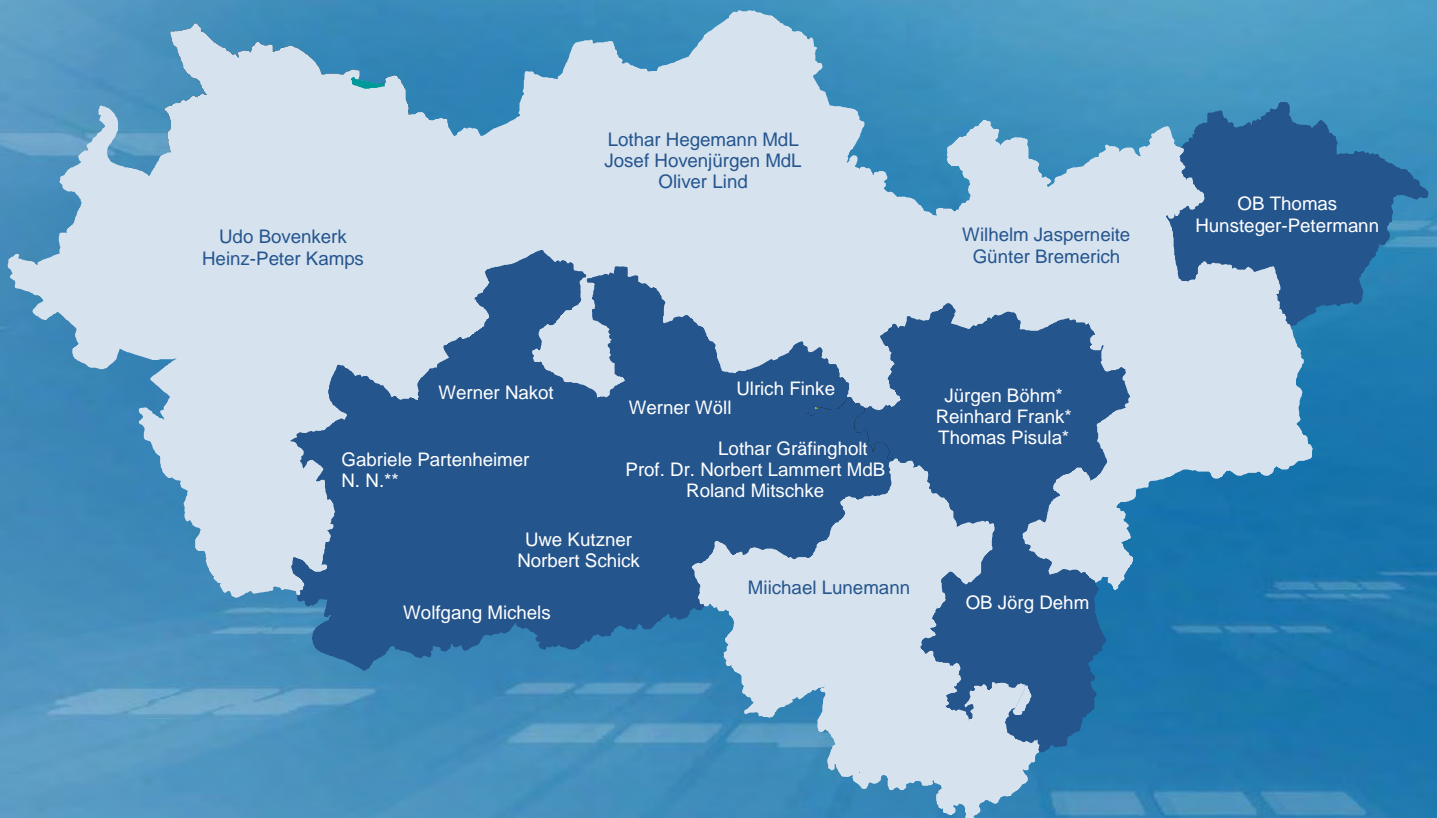 Lothar Hegemann MdL
Josef Hovenjürgen MdL
Oliver Lind
OB Thomas
Hunsteger-Petermann
Udo Bovenkerk
Heinz-Peter Kamps
Wilhelm Jasperneite
Günter Bremerich
Werner Nakot
Ulrich Finke
Werner Wöll
Jürgen Böhm*
Reinhard Frank*
Thomas Pisula*
Gabriele Partenheimer
N. N.**
Lothar Gräfingholt
Prof. Dr. Norbert Lammert MdB
Roland Mitschke
Uwe Kutzner
Norbert Schick
Miichael Lunemann
OB Jörg Dehm
Wolfgang Michels